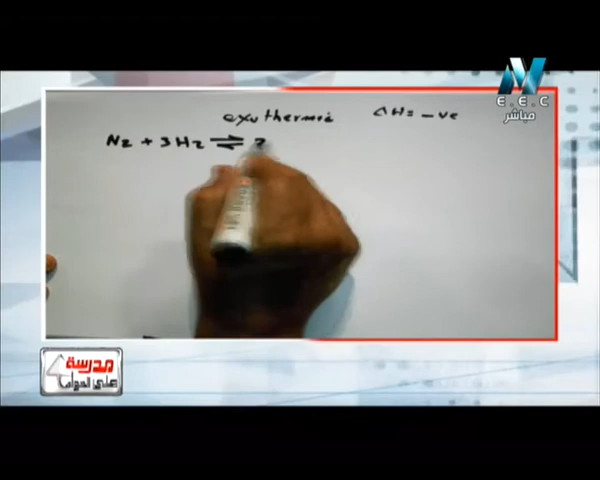 E.E.C
مباشر
exothermic ΔH = -ve
N2 + 3H2 ⇌ 2
مدرسة
على الهواء